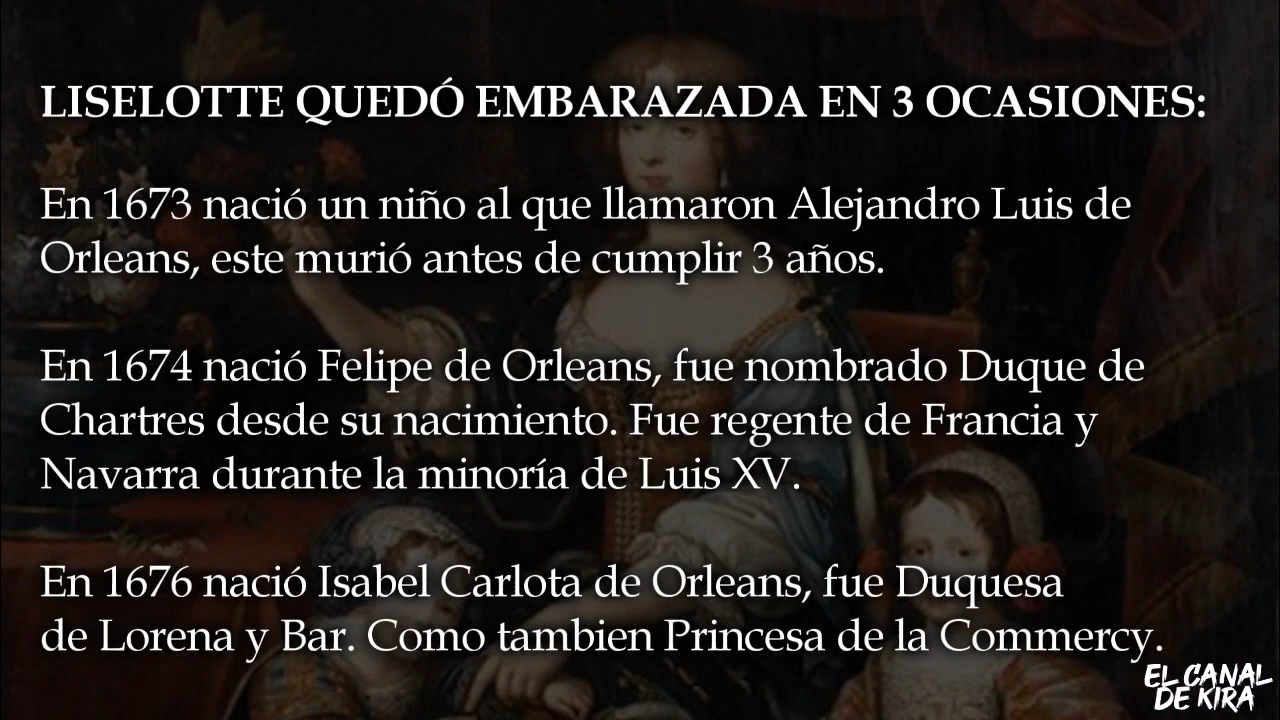 LISELOTTE QUEDÓ EMBARAZADA EN 3 OCASIONES:
En 1673 nació un niño al que llamaron Alejandro Luis de
Orleans, este murió antes de cumplir 3 años.
En 1674 nació Felipe de Orleans, fue nombrado Duque de
Chartres desde su nacimiento. Fue regente de Francia y
Navarra durante la minoría de Luis XV.
En 1676 nació Isabel Carlota de Orleans, fue Duquesa
de Lorena y Bar. Como tambien Princesa de la Commercy.
EL CANAL
DE KIRA